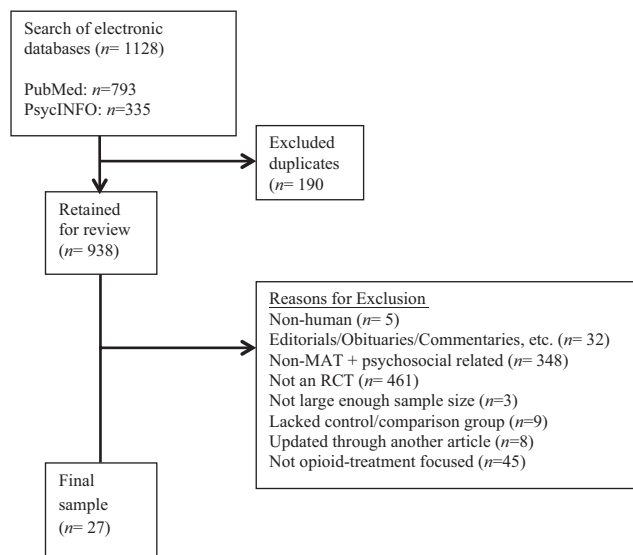 Search of electronic
databases (n= 1128)
PubMed: n=793
PsycINFO: n=335
Excluded
duplicates
(n= 190
Retained
for review
(n= 938)
Reasons for Exclusion
Non-human (n= 5)
Editorials/Obituaries/Commentaries, etc. (n= 32)
Non-MAT + psychosocial related (n= 348)
Not an RCT (n= 461)
Not large enough sample size (n=3)
Lacked control/comparison group (n=9)
Updated through another article (n=8)
Not opioid-treatment focused (n=45)
Final
sample
(n= 27)